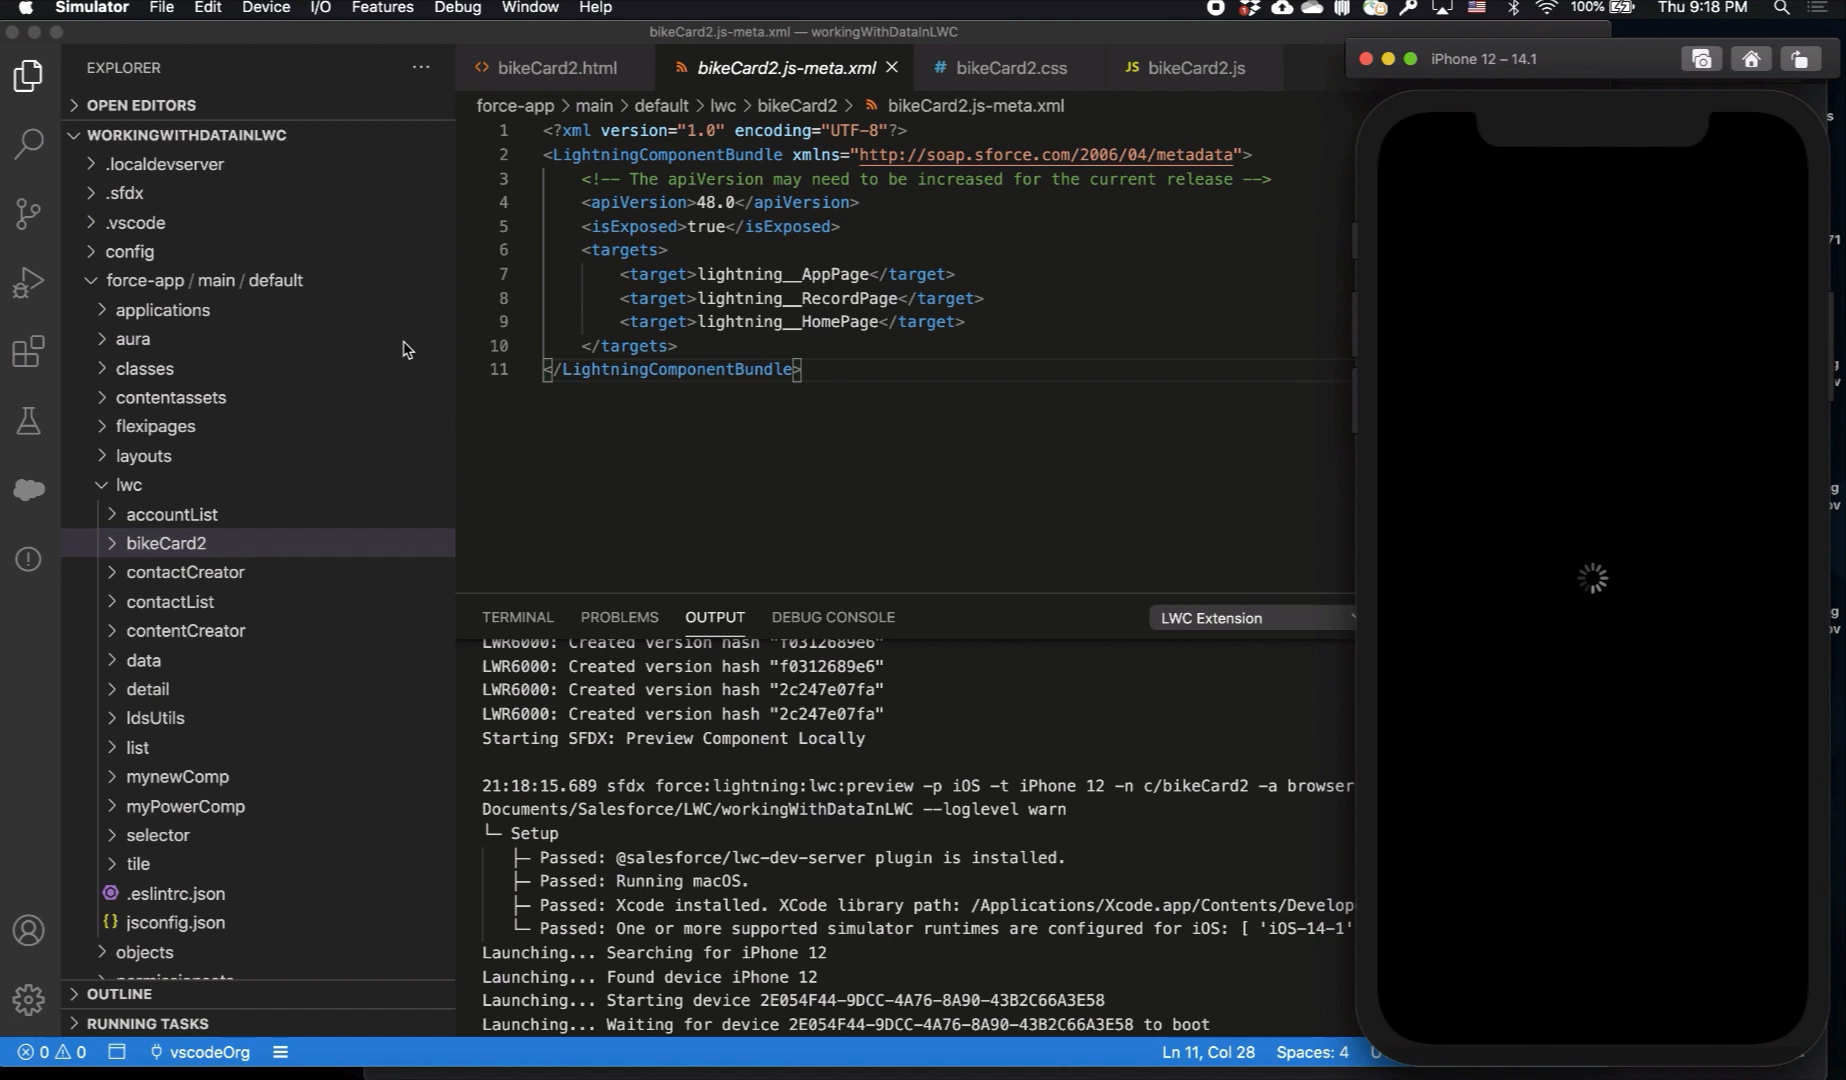 Simulator File Edit Device I/O Features Debug Window Help
100% Thu 9:18 PM
bikeCard2.js-meta.xml — workingWithDataInLWC
iPhone 12 – 14.1
EXPLORER
OPEN EDITORS
WORKINGWITHDATAINLWC
.localdevserver
.sfdx
.vscode
config
force-app / main / default
applications
aura
classes
contentassets
flexipages
layouts
lwc
accountList
bikeCard2
contactCreator
contactList
contentCreator
data
detail
ldsUtils
list
mynewComp
myPowerComp
selector
tile
.eslintrc.json
{} jsconfig.json
objects
OUTLINE
RUNNING TASKS
<> bikeCard2.html bikeCard2.js-meta.xml # bikeCard2.css JS bikeCard2.js
force-app > main > default > lwc > bikeCard2 > bikeCard2.js-meta.xml
1 <?xml version="1.0" encoding="UTF-8"?>
2 <LightningComponentBundle xmlns="http://soap.sforce.com/2006/04/metadata">
3 <!-- The apiVersion may need to be increased for the current release -->
4 <apiVersion>48.0</apiVersion>
5 <isExposed>true</isExposed>
6 <targets>
7 <target>lightning__AppPage</target>
8 <target>lightning__RecordPage</target>
9 <target>lightning__HomePage</target>
10 </targets>
11 </LightningComponentBundle>
TERMINAL PROBLEMS OUTPUT DEBUG CONSOLE LWC Extension
LWR6000: Created version hash "f0312689e6"
LWR6000: Created version hash "f0312689e6"
LWR6000: Created version hash "2c247e07fa"
LWR6000: Created version hash "2c247e07fa"
Starting SFDX: Preview Component Locally
21:18:15.689 sfdx force:lightning:lwc:preview -p iOS -t iPhone 12 -n c/bikeCard2 -a browser
Documents/Salesforce/LWC/workingWithDataInLWC --loglevel warn
└─ Setup
├─ Passed: @salesforce/lwc-dev-server plugin is installed.
├─ Passed: Running macOS.
├─ Passed: Xcode installed. XCode library path: /Applications/Xcode.app/Contents/Develop
└─ Passed: One or more supported simulator runtimes are configured for iOS: [ 'iOS-14-1'
Launching... Searching for iPhone 12
Launching... Found device iPhone 12
Launching... Starting device 2E054F44-9DCC-4A76-8A90-43B2C66A3E58
Launching... Waiting for device 2E054F44-9DCC-4A76-8A90-43B2C66A3E58 to boot
0 0 vscodeOrg Ln 11, Col 28 Spaces: 4